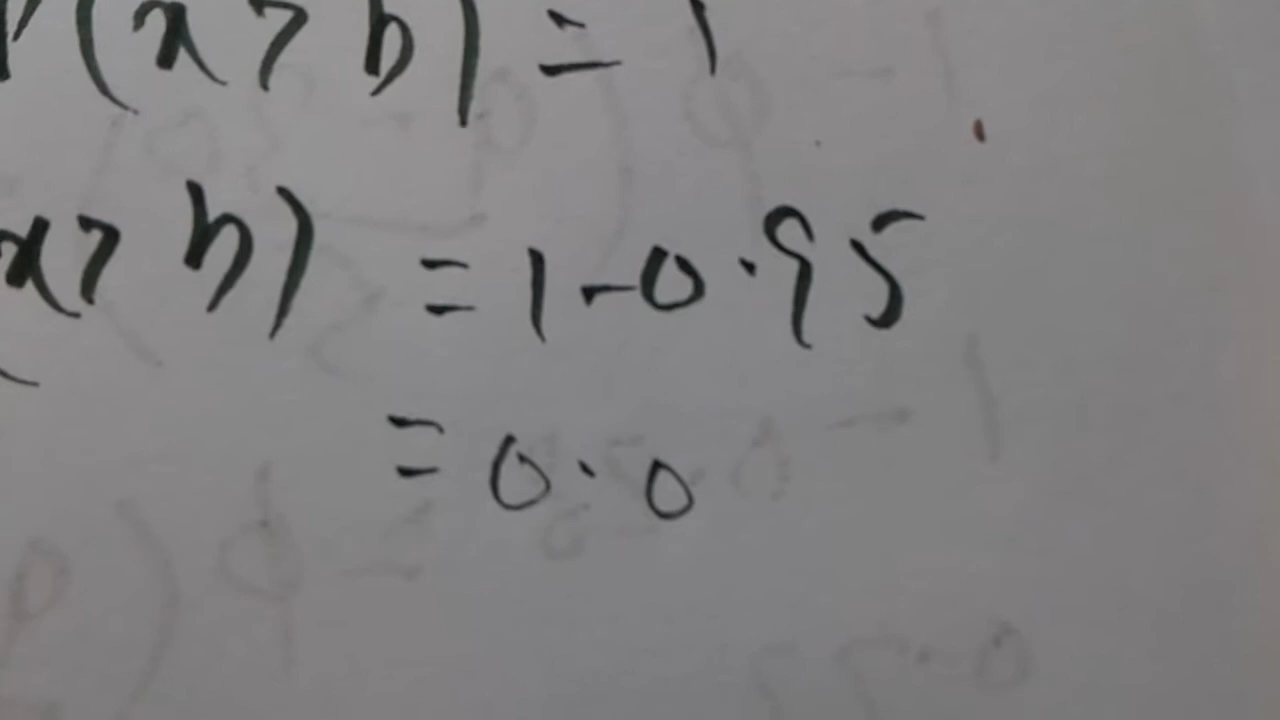 P(x>b) = 1
x>b) = 1-0.95
= 0.0